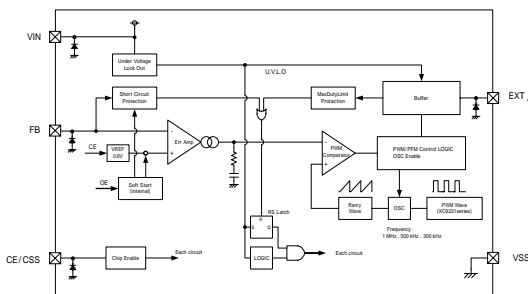 VIN
Under Voltage
Lock Out
U.V.L.O
Short Circuit
Protection
MaxDutyLimit
Protection
Buffer
EXT /
FB
CE
VREF
0.9V
-
+
Err Amp
-
+
PWM
Comparator
PWM/PFM Control LOGIC
OSC Enable
Soft Start
(internal)
Ramp
Wave
OSC
PWM Wave
(XC9221series)
Frequency :
1 MHz , 500 kHz , 300 kHz
RS Latch
R
S
Q
CE/CSS
Chip Enable
Each circuit
LOGIC
Each circuit
VSS